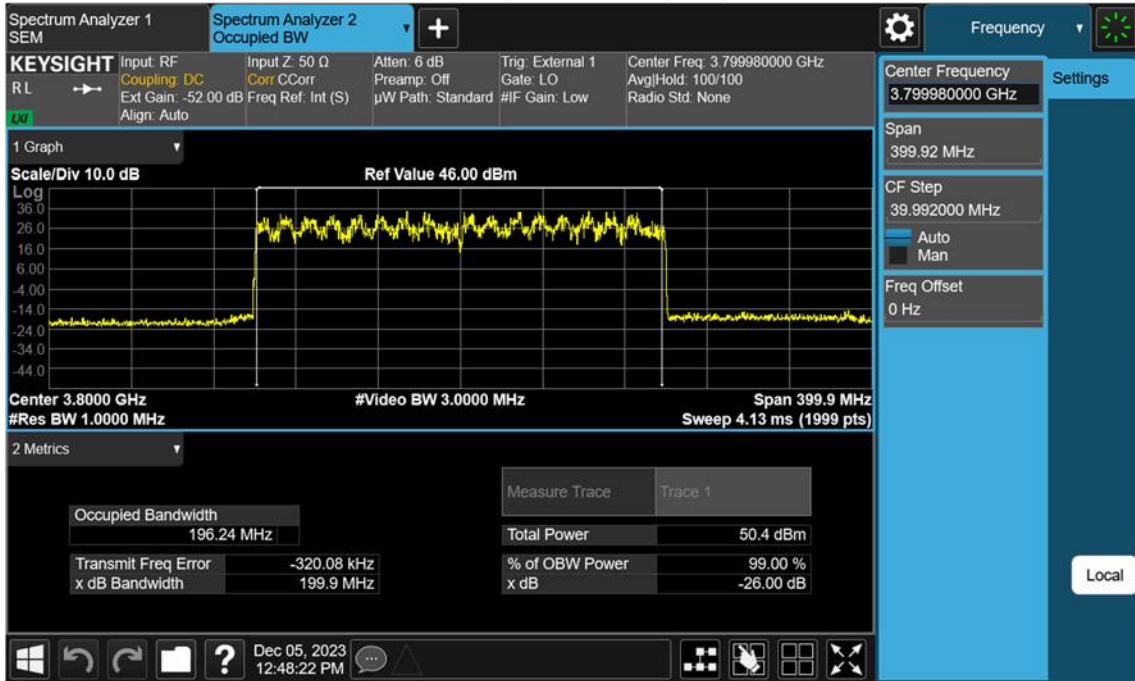 Spectrum Analyzer 1
SEM
Spectrum Analyzer 2
Occupied BW
+
Frequency
KEYSIGHT
RL
LXI
Input: RF
Coupling: DC
Ext Gain: -52.00 dB
Align: Auto
Input Z: 50 Ω
Corr CCorr
Freq Ref: Int (S)
Atten: 6 dB
Preamp: Off
µW Path: Standard
Trig: External 1
Gate: LO
#IF Gain: Low
Center Freq: 3.799980000 GHz
Avg|Hold: 100/100
Radio Std: None
Center Frequency
3.799980000 GHz
Settings
Span
399.92 MHz
CF Step
39.992000 MHz
Auto
Man
Freq Offset
0 Hz
Local
1 Graph
Scale/Div 10.0 dB
Ref Value 46.00 dBm
Log
36.0
26.0
16.0
6.00
-4.00
-14.0
-24.0
-34.0
-44.0
Center 3.8000 GHz
#Video BW 3.0000 MHz
Span 399.9 MHz
#Res BW 1.0000 MHz
Sweep 4.13 ms (1999 pts)
2 Metrics
Measure Trace
Trace 1
Occupied Bandwidth
196.24 MHz
Total Power
50.4 dBm
Transmit Freq Error
-320.08 kHz
% of OBW Power
99.00 %
x dB Bandwidth
199.9 MHz
x dB
-26.00 dB
?
Dec 05, 2023
12:48:22 PM